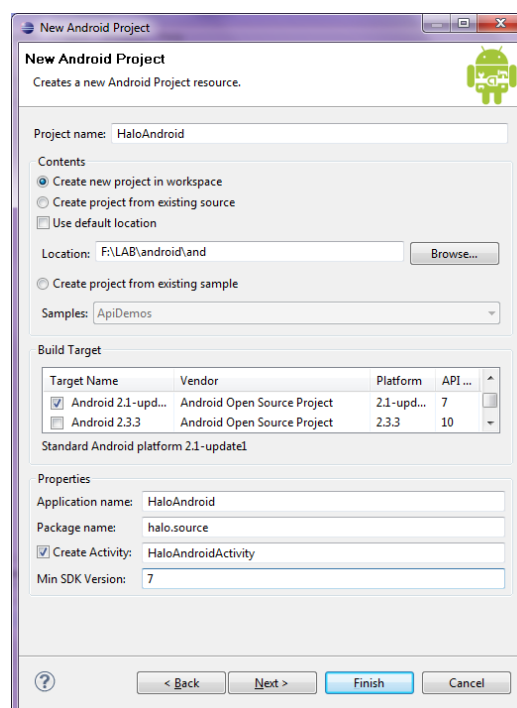 New Android Project
New Android Project
Creates a new Android Project resource.
Project name: HaloAndroid
Contents
Create new project in workspace
Create project from existing source
Use default location
Location: F:\LAB\android\and Browse...
Create project from existing sample
Samples: ApiDemos
Build Target
Target Name Vendor Platform API ...
Android 2.1-upd... Android Open Source Project 2.1-upd... 7
Android 2.3.3 Android Open Source Project 2.3.3 10
Standard Android platform 2.1-update1
Properties
Application name: HaloAndroid
Package name: halo.source
Create Activity: HaloAndroidActivity
Min SDK Version: 7
? < Back Next > Finish Cancel